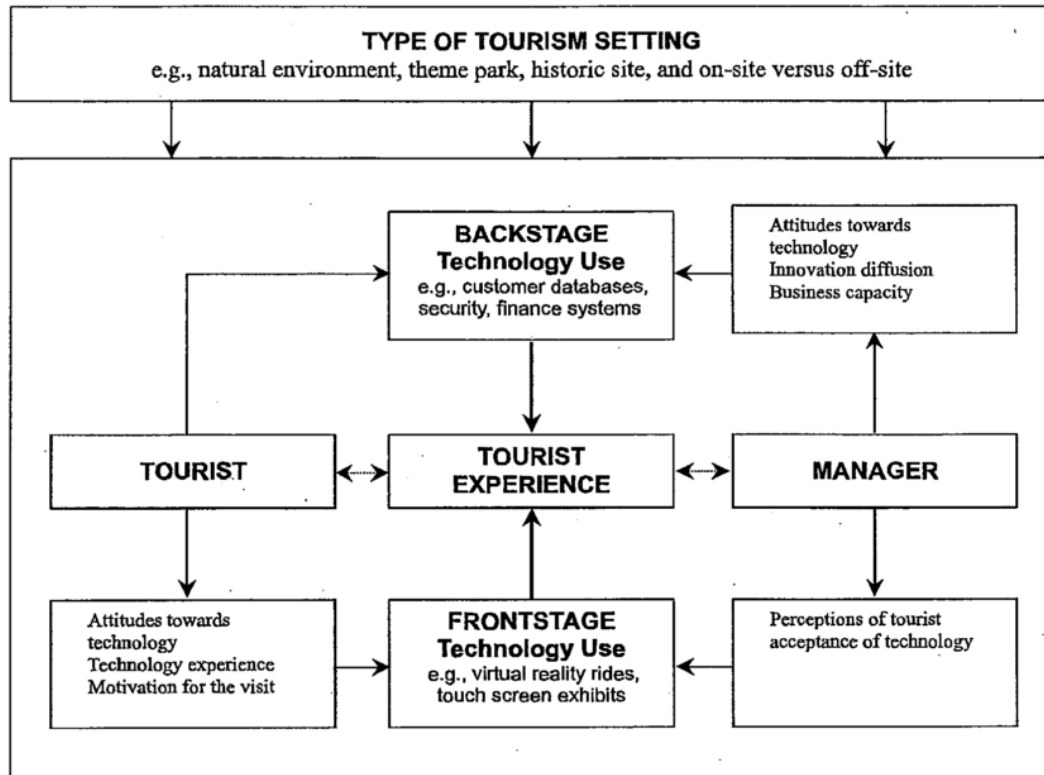 TYPE OF TOURISM SETTING
e.g., natural environment, theme park, historic site, and on-site versus off-site
BACKSTAGE
Technology Use
e.g., customer databases,
security, finance systems
Attitudes towards
technology
Innovation diffusion
Business capacity
TOURIST
TOURIST
EXPERIENCE
MANAGER
Attitudes towards
technology
Technology experience
Motivation for the visit
FRONTSTAGE
Technology Use
e.g., virtual reality rides,
touch screen exhibits
Perceptions of tourist
acceptance of technology